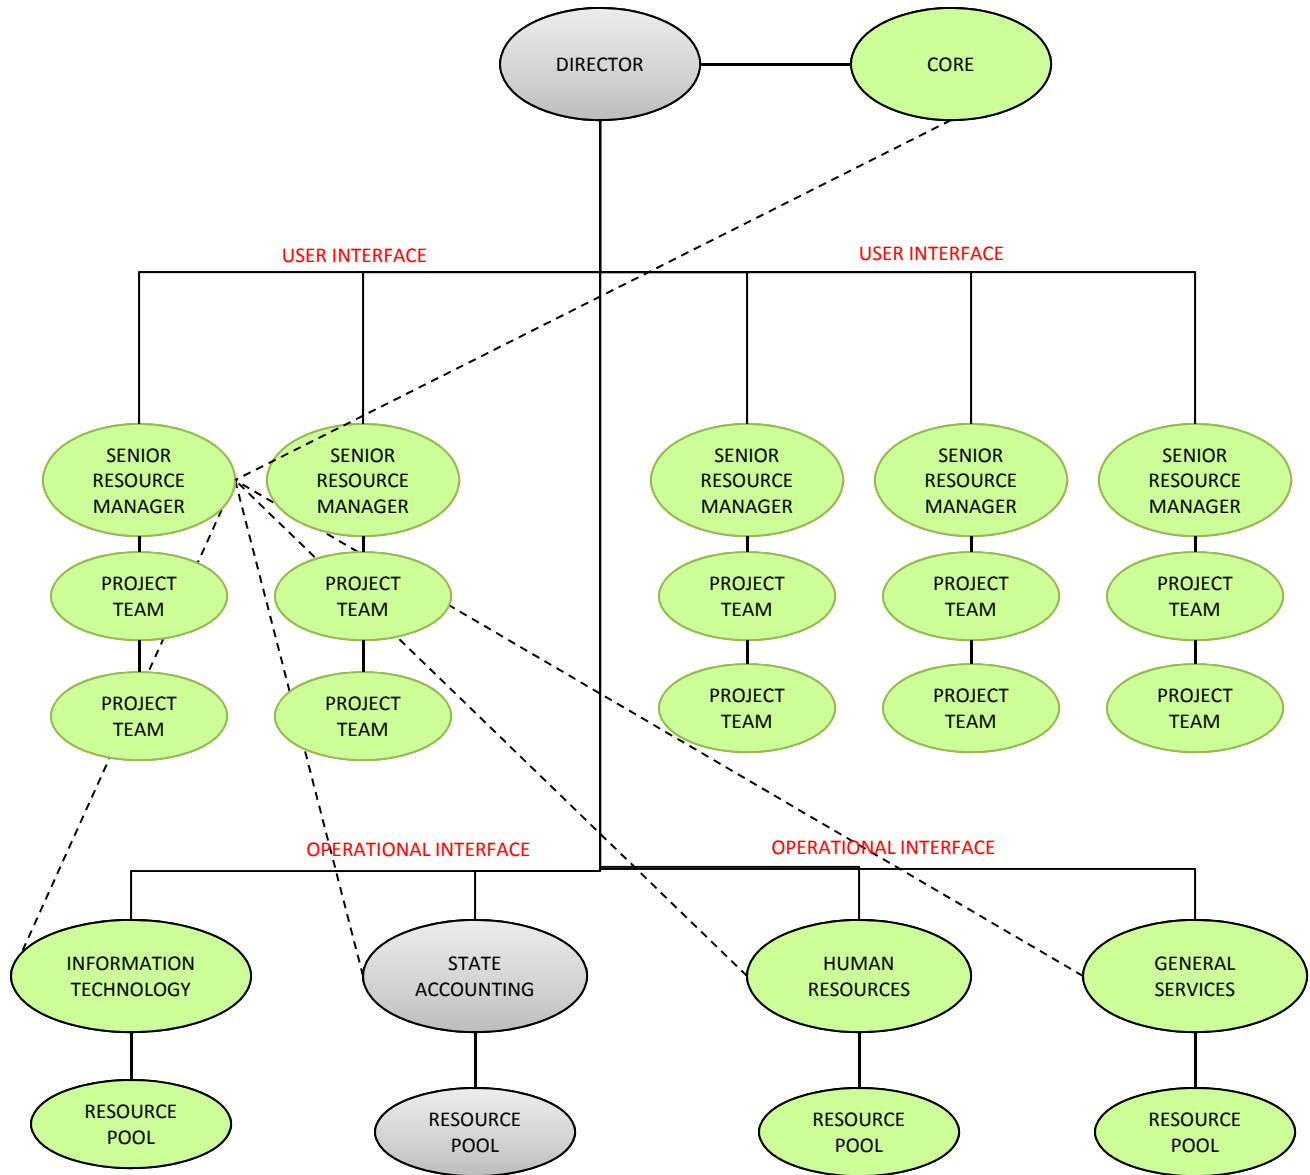 DIRECTOR
CORE
USER INTERFACE
USER INTERFACE
SENIOR
RESOURCE
MANAGER
SENIOR
RESOURCE
MANAGER
SENIOR
RESOURCE
MANAGER
SENIOR
RESOURCE
MANAGER
SENIOR
RESOURCE
MANAGER
PROJECT
TEAM
PROJECT
TEAM
PROJECT
TEAM
PROJECT
TEAM
PROJECT
TEAM
PROJECT
TEAM
PROJECT
TEAM
PROJECT
TEAM
PROJECT
TEAM
PROJECT
TEAM
OPERATIONAL INTERFACE
OPERATIONAL INTERFACE
INFORMATION
TECHNOLOGY
STATE
ACCOUNTING
HUMAN
RESOURCES
GENERAL
SERVICES
RESOURCE
POOL
RESOURCE
POOL
RESOURCE
POOL
RESOURCE
POOL